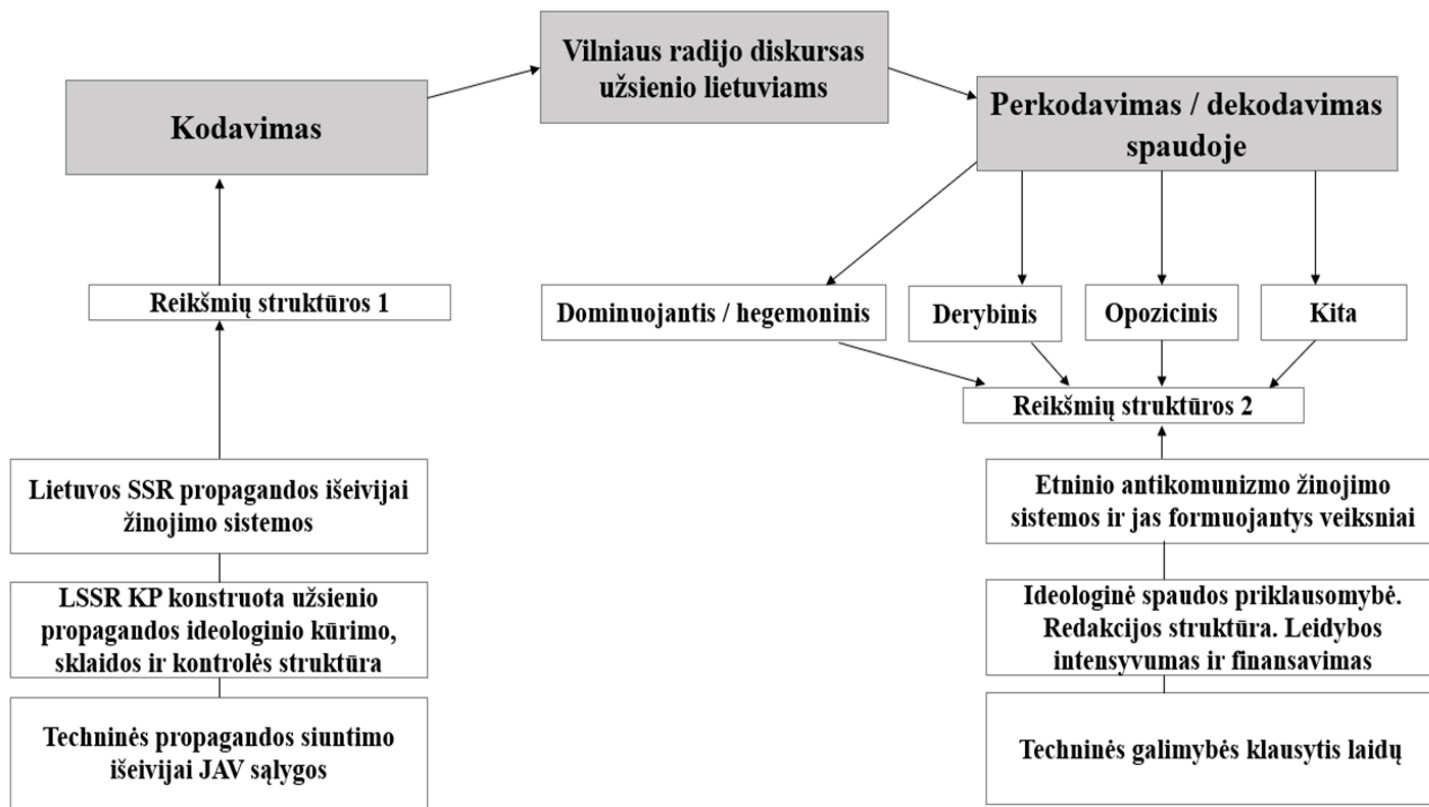 Vilniaus radijo diskursas
užsienio lietuviams
Kodavimas
Perkodavimas / dekodavimas
spaudoje
Reikšmių struktūros 1
Dominuojantis / hegemoninis
Derybinis
Opozicinis
Kita
Reikšmių struktūros 2
Lietuvos SSR propagandos išeivijai
žinojimo sistemos
LSSR KP konstruota užsienio
propagandos ideologinio kūrimo,
sklaidos ir kontrolės struktūra
Techninės propagandos siuntimo
išeivijai JAV sąlygos
Etninio antikomunizmo žinojimo
sistemos ir jas formuojantys veiksniai
Ideologinė spaudos priklausomybė.
Redakcijos struktūra. Leidybos
intensyvumas ir finansavimas
Techninės galimybės klausytis laidų